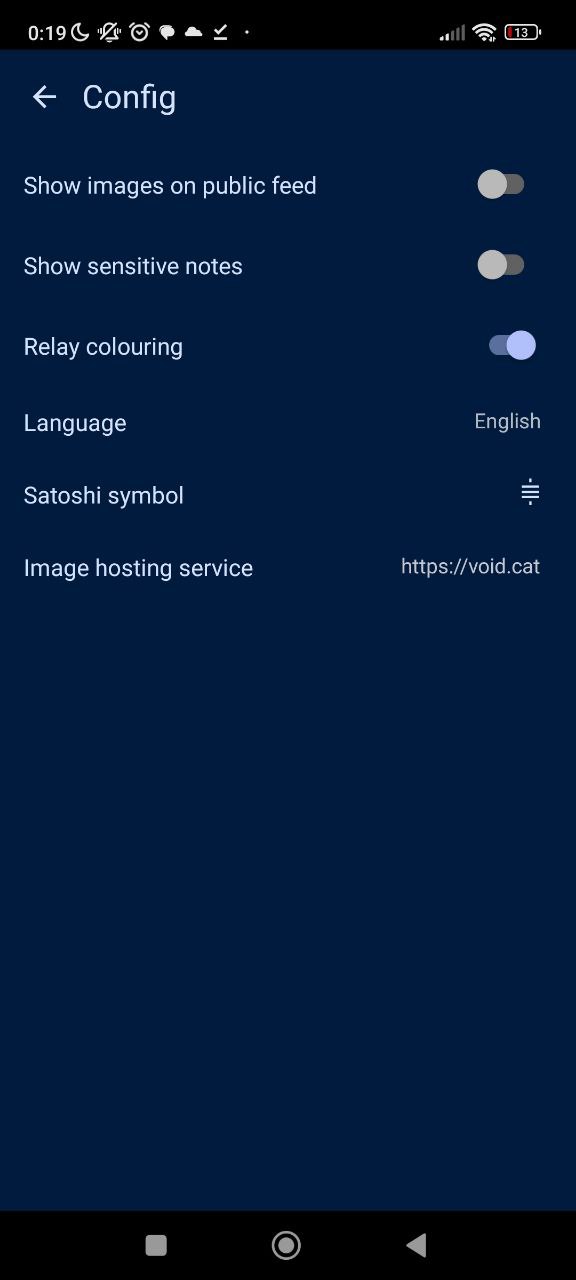 0:19
13
Config
Show images on public feed
Show sensitive notes
Relay colouring
Language English
Satoshi symbol
Image hosting service https://void.cat